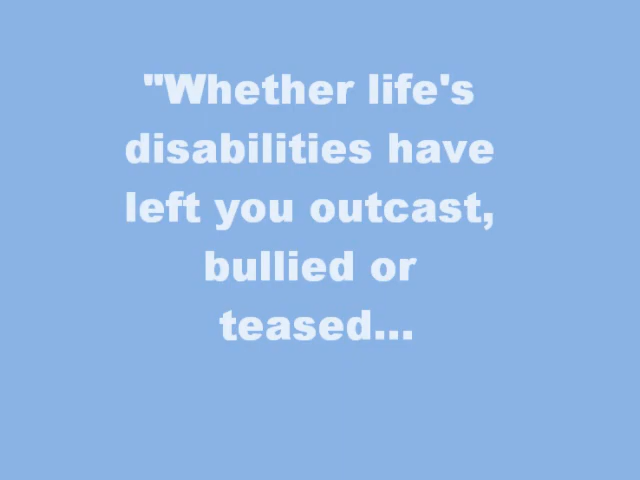 "Whether life's
disabilities have
left you outcast,
bullied or
teased...